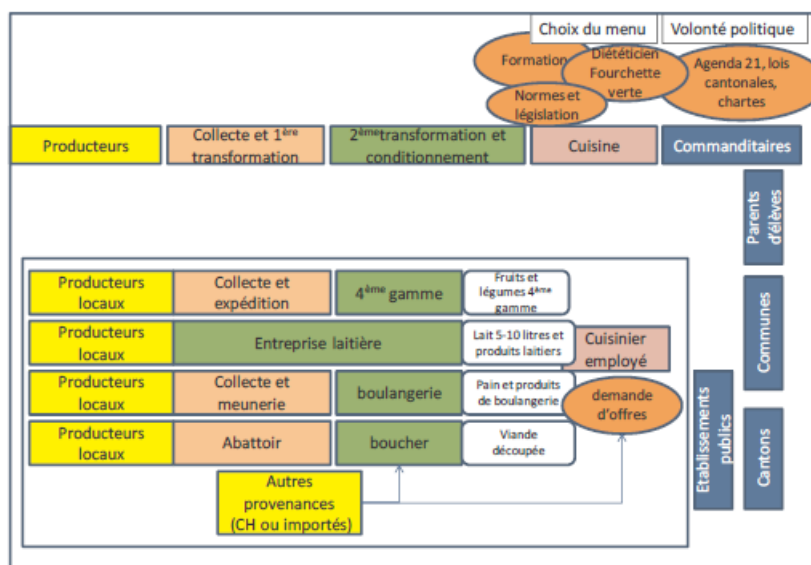 Choix du menu
Volonté politique
Formation
Diététicien
Fourchette
verte
Agenda 21, lois
cantonales,
chartes
Normes et
législation
Producteurs
Collecte et 1ère
transformation
2èmetransformation et
conditionnement
Cuisine
Commanditaires
Parents
d'élèves
Producteurs
locaux
Collecte et
expédition
4ème gamme
Fruits et
légumes 4ème
gamme
Communes
Producteurs
locaux
Entreprise laitière
Lait 5-10 litres et
produits laitiers
Cuisinier
employé
Producteurs
locaux
Collecte et
meunerie
boulangerie
Pain et produits
de boulangerie
demande
d'offres
Etablissements
publics
Cantons
Producteurs
locaux
Abattoir
boucher
Viande
découpée
Autres
provenances
(CH ou importés)